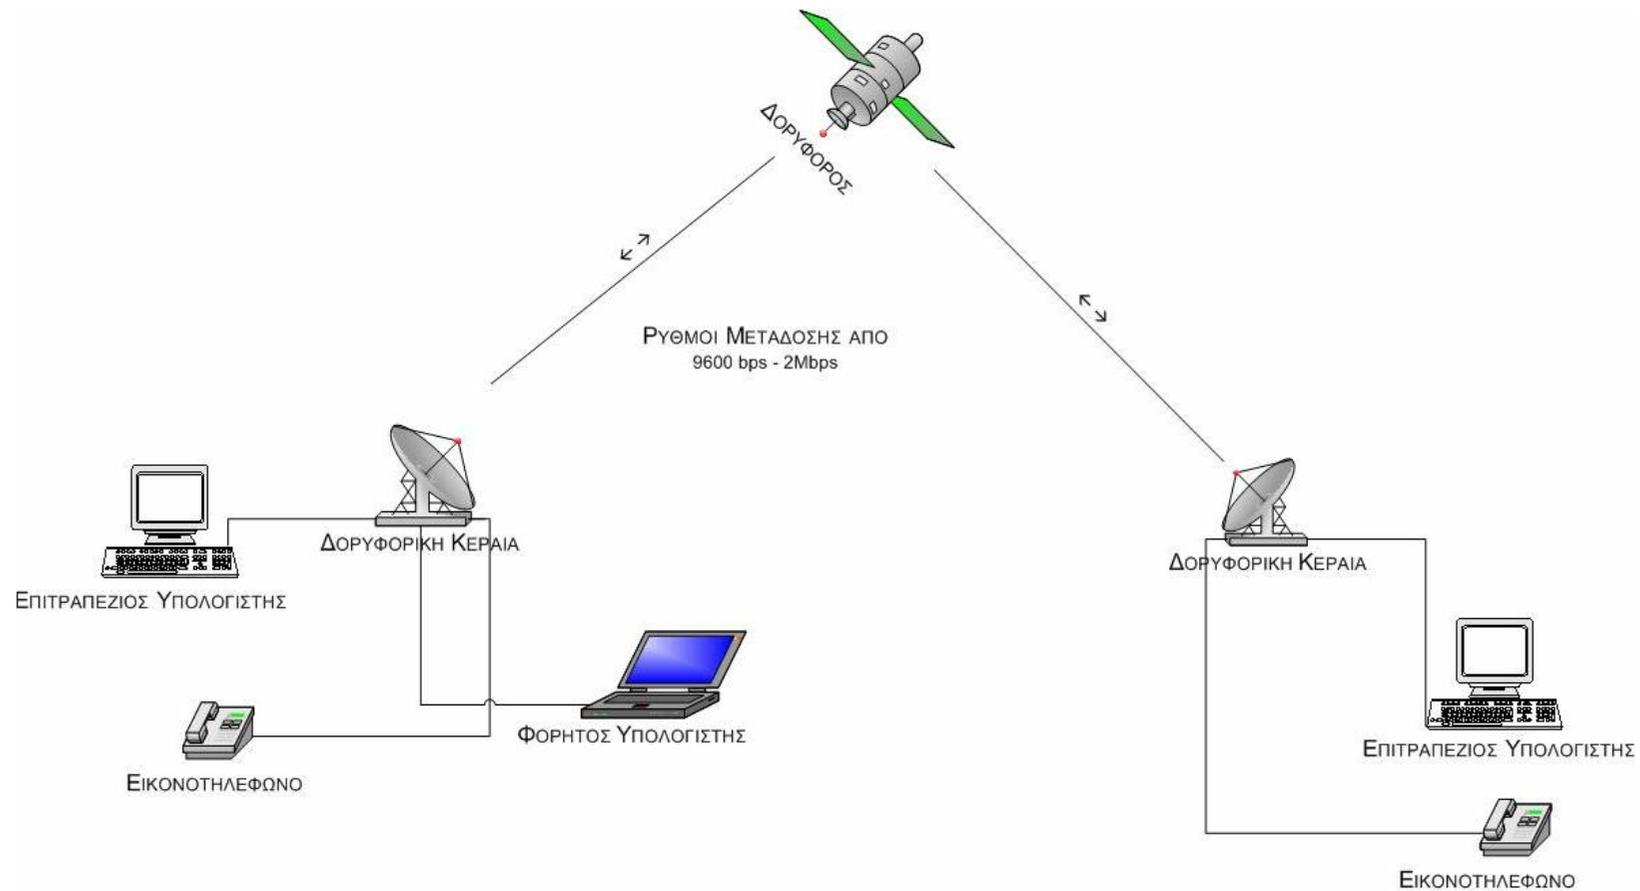 ΔΟΡΥΦΟΡΟΣ
ΡΥΘΜΟΙ ΜΕΤΑΔΟΣΗΣ ΑΠΟ
9600 bps - 2Mbps
ΔΟΡΥΦΟΡΙΚΗ ΚΕΡΑΙΑ
ΔΟΡΥΦΟΡΙΚΗ ΚΕΡΑΙΑ
ΕΠΙΤΡΑΠΕΖΙΟΣ ΥΠΟΛΟΓΙΣΤΗΣ
ΦΟΡΗΤΟΣ ΥΠΟΛΟΓΙΣΤΗΣ
ΕΠΙΤΡΑΠΕΖΙΟΣ ΥΠΟΛΟΓΙΣΤΗΣ
ΕΙΚΟΝΟΤΗΛΕΦΩΝΟ
ΕΙΚΟΝΟΤΗΛΕΦΩΝΟ